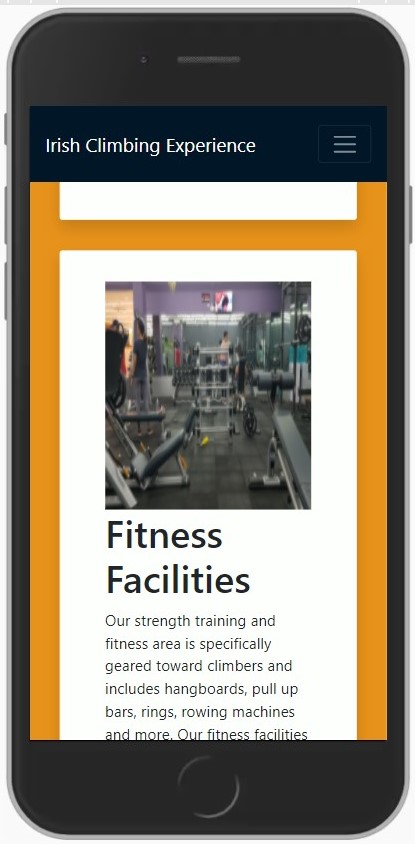 Irish Climbing Experience
Fitness
Facilities
Our strength training and
fitness area is specifically
geared toward climbers and
includes hangboards, pull up
bars, rings, rowing machines
and more. Our fitness facilities